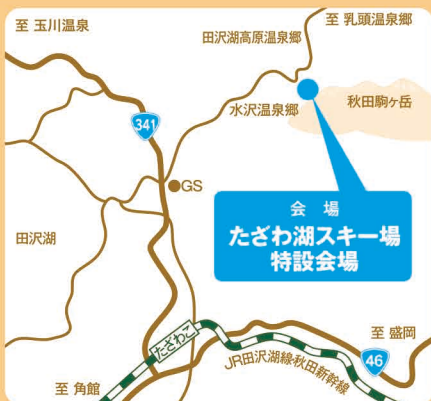 至 玉川温泉
至 乳頭温泉郷
田沢湖高原温泉郷
水沢温泉郷
秋田駒ヶ岳
341
GS
会 場
たざわ湖スキー場
特設会場
田沢湖
たざわこ
至 盛岡
46
JR田沢湖線・秋田新幹線
至 角館